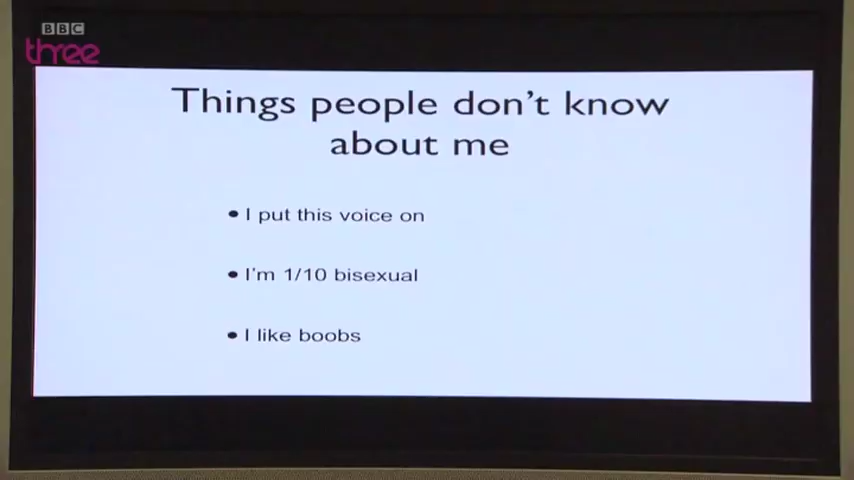 BBC
three
Things people don't know
about me
• I put this voice on
• I'm 1/10 bisexual
• I like boobs